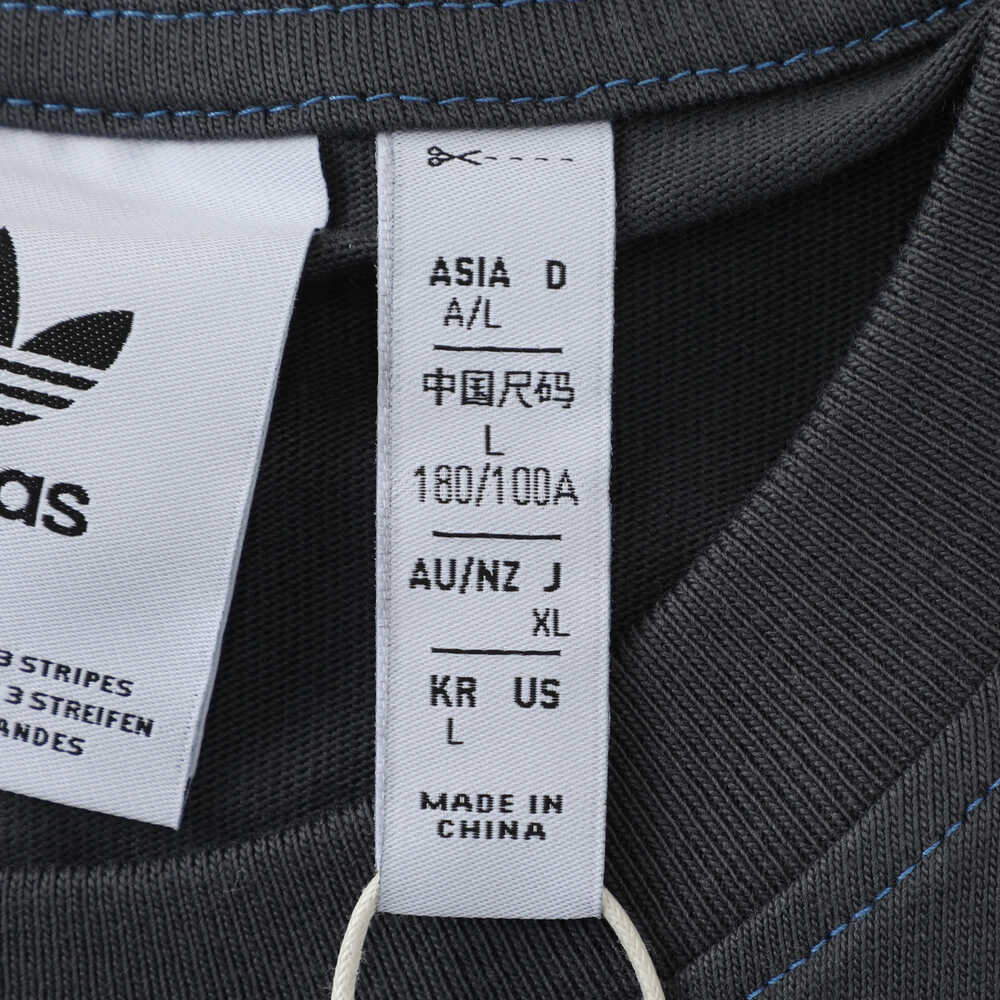 as
3 STRIPES
3 STREIFEN
ANDES
ASIA D
A/L
中国尺码
L
180/100A
AU/NZ J
XL
KR US
L
MADE IN
CHINA